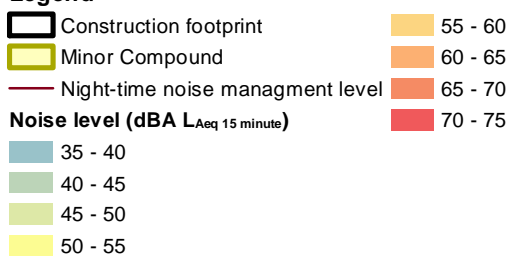 Legend
Construction footprint
Minor Compound
Night-time noise managment level
Noise level (dBA LAeq 15 minute)
35 - 40
40 - 45
45 - 50
50 - 55
55 - 60
60 - 65
65 - 70
70 - 75